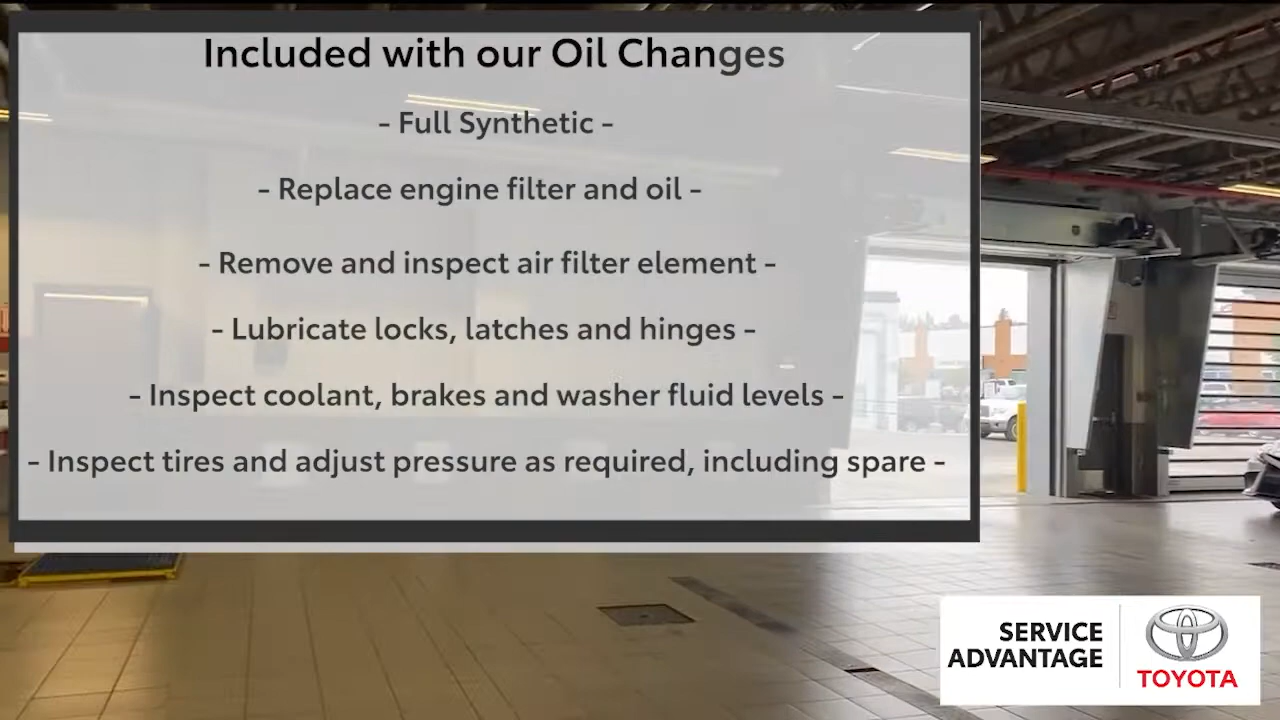 Included with our Oil Changes
- Full Synthetic -
- Replace engine filter and oil -
- Remove and inspect air filter element -
- Lubricate locks, latches and hinges -
- Inspect coolant, brakes and washer fluid levels -
- Inspect tires and adjust pressure as required, including spare -
SERVICE
ADVANTAGE
TOYOTA